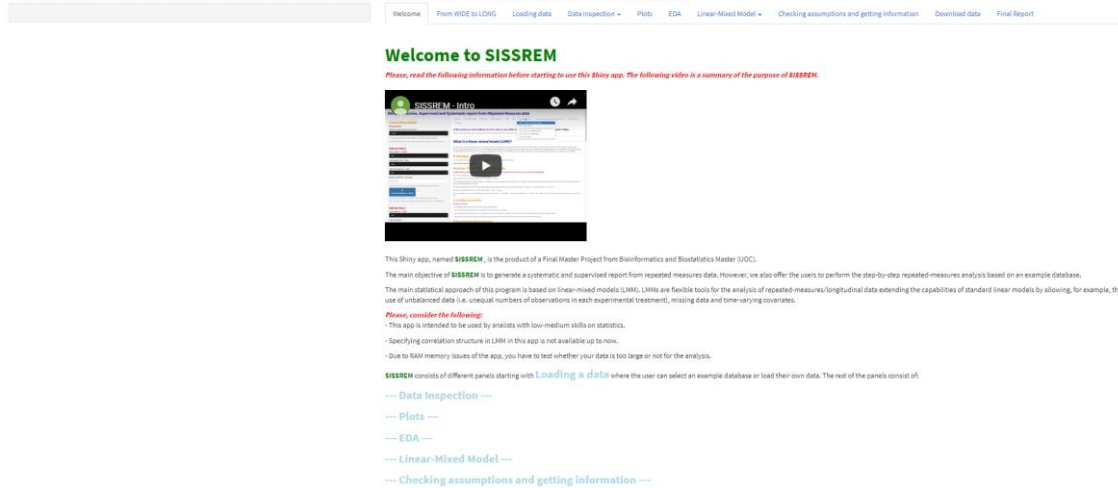 Welcome From WIDE to LONG Loading data Data inspection Plots EDA Linear-Mixed Model Checking assumptions and getting information Download data Final Report
Welcome to SISSREM
Please, read the following information before starting to use this Shiny app. The following video is a summary of the purpose of SISSREM.
SISSREM - Intro
This Shiny app, named SISSREM , is the product of a Final Master Project from Bioinformatics and Biostatistics Master (UOC).
The main objective of SISSREM is to generate a systematic and supervised report from repeated measures data. However, we also offer the users to perform the step-by-step repeated-measures analysis based on an example database.
The main statistical approach of this program is based on linear-mixed models (LMM). LMMs are flexible tools for the analysis of repeated-measures/longitudinal data extending the capabilities of standard linear models by allowing, for example, th
use of unbalanced data (i.e. unequal numbers of observations in each experimental treatment), missing data and time-varying covariates.
Please, consider the following:
- This app is intended to be used by analists with low-medium skills on statistics.
- Specifying correlation structure in LMM in this app is not available up to now.
- Due to RAM memory issues of the app, you have to test whether your data is too large or not for the analysis.
SISSREM consists of different panels starting with Loading a data where the user can select an example database or load their own data. The rest of the panels consist of:
--- Data Inspection ---
--- Plots ---
--- EDA ---
--- Linear-Mixed Model ---
--- Checking assumptions and getting information ---